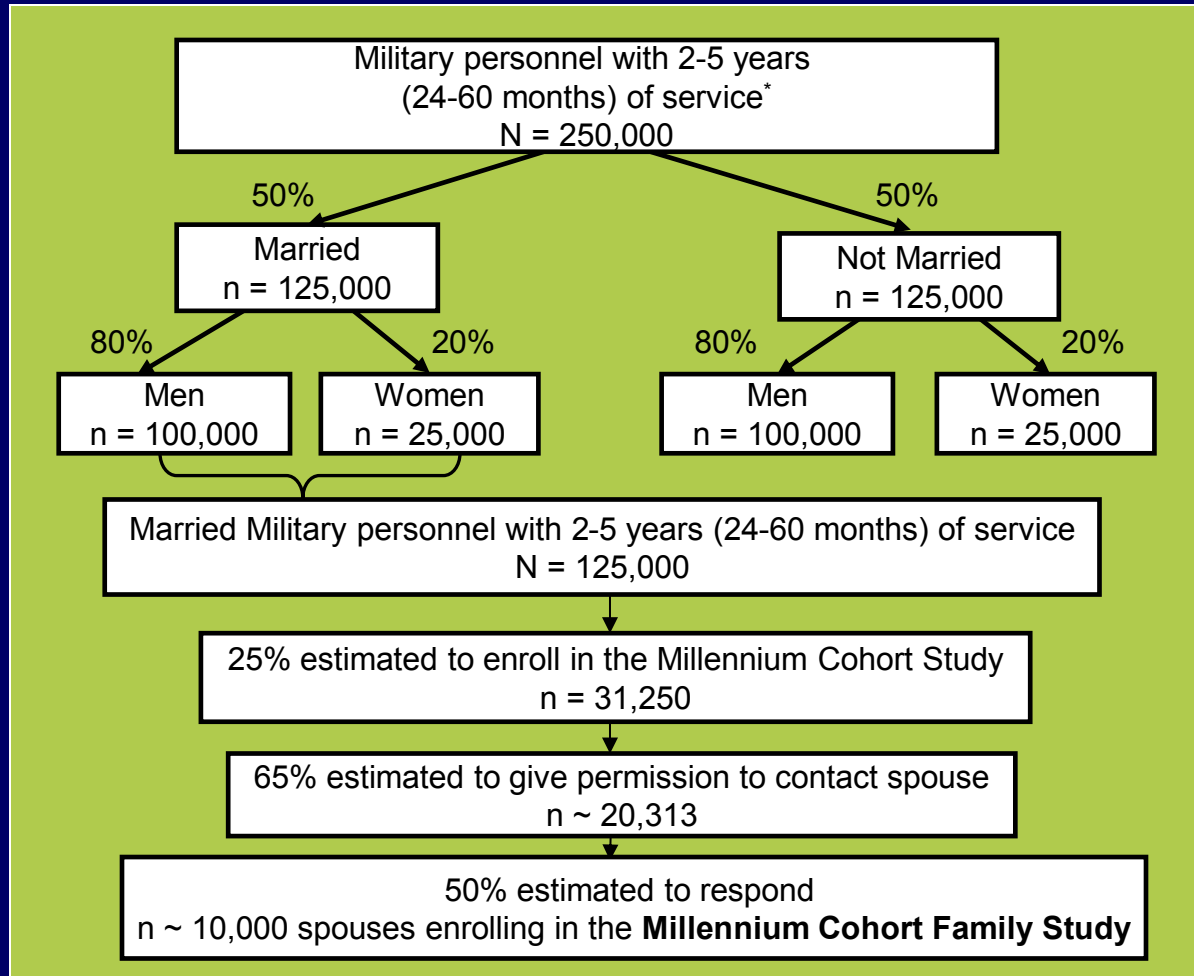 Military personnel with 2-5 years
(24-60 months) of service*
N = 250,000
50%
50%
Married
n = 125,000
Not Married
n = 125,000
80%
20%
80%
20%
Men
n = 100,000
Women
n = 25,000
Men
n = 100,000
Women
n = 25,000
Married Military personnel with 2-5 years (24-60 months) of service
N = 125,000
25% estimated to enroll in the Millennium Cohort Study
n = 31,250
65% estimated to give permission to contact spouse
n ~ 20,313
50% estimated to respond
n ~ 10,000 spouses enrolling in the Millennium Cohort Family Study